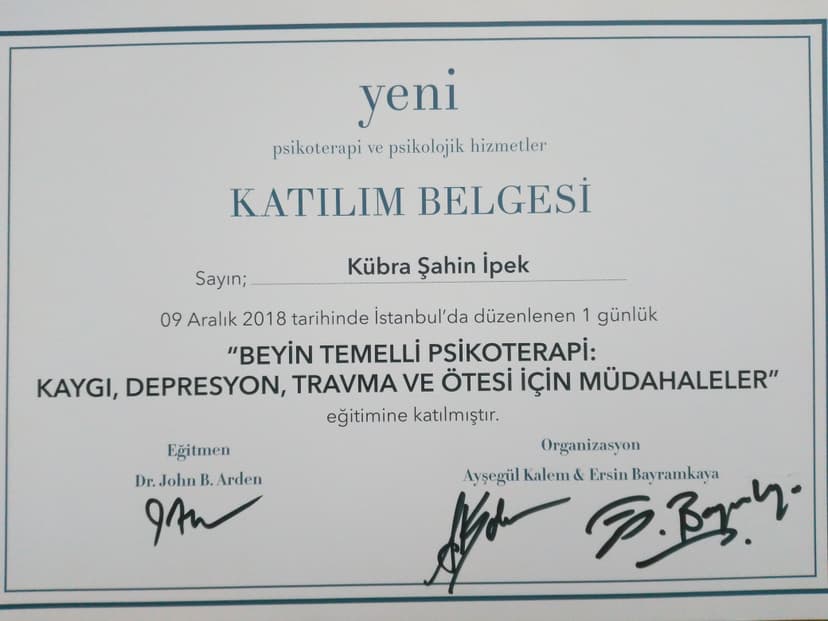 yeni
psikoterapi ve psikolojik hizmetler
KATILIM BELGESİ
Sayın; Kübra Şahin İpek
09 Aralık 2018 tarihinde İstanbul'da düzenlenen 1 günlük
“BEYİN TEMELLİ PSİKOTERAPİ:
KAYGI, DEPRESYON, TRAVMA VE ÖTESİ İÇİN MÜDAHALELER”
eğitimine katılmıştır.
Eğitmen
Dr. John B. Arden
Organizasyon
Ayşegül Kalem & Ersin Bayramkaya